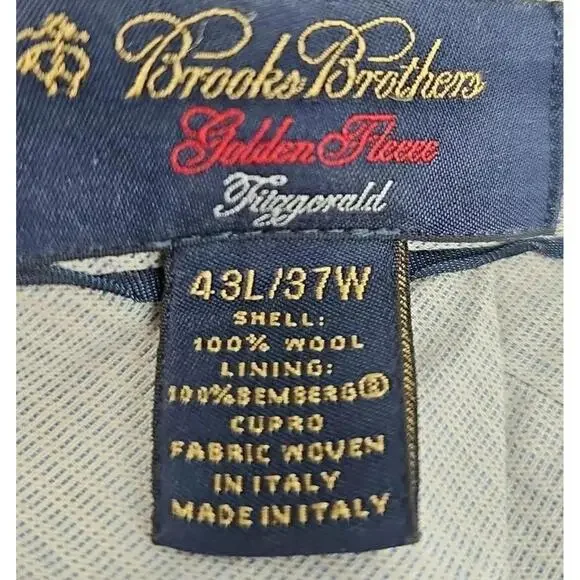 Brooks Brothers
Golden Fleece
Fitzgerald
43L/37W
SHELL:
100% WOOL
LINING:
100%BEMBERG®
CUPRO
FABRIC WOVEN
IN ITALY
MADE IN ITALY